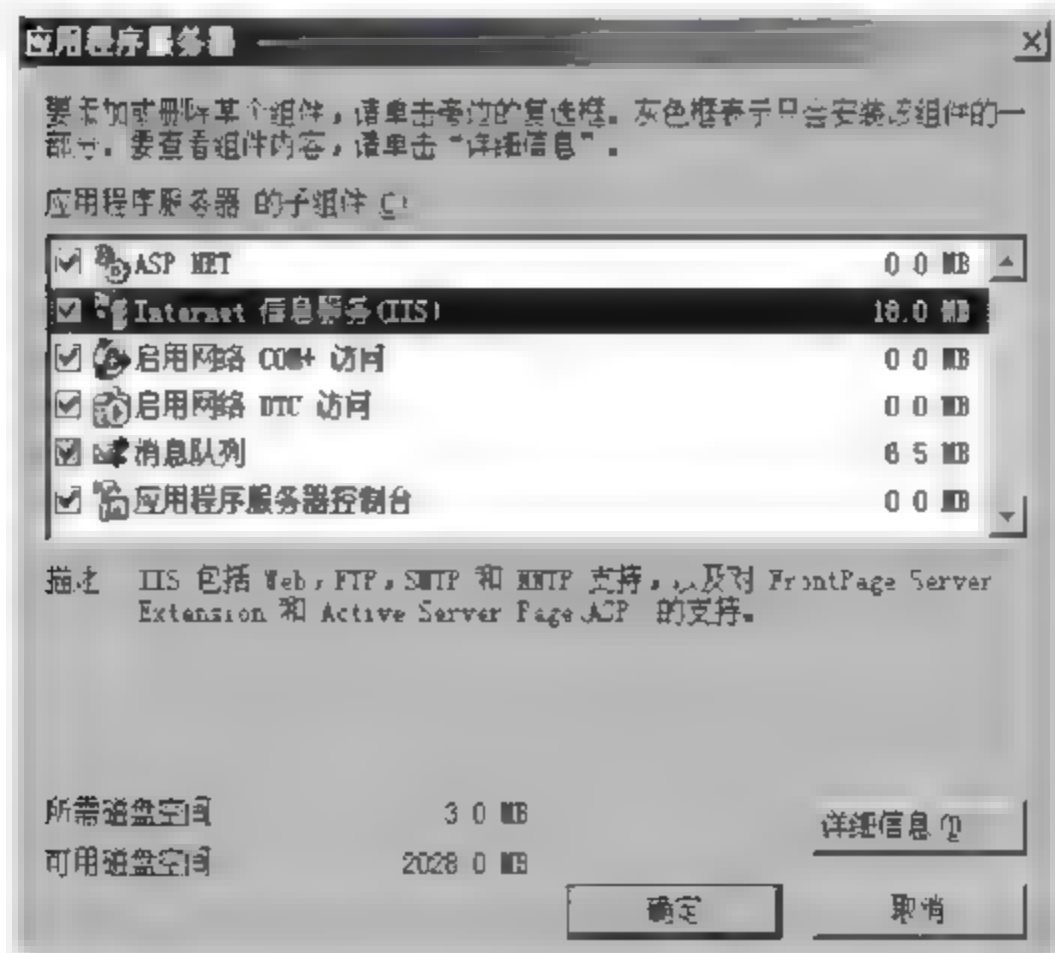 应用程序服务器
要添加或删除某个组件，请单击旁边的复选框。灰色框表示只会安装该组件的一
部分。要查看组件内容，请单击“详细信息”。
应用程序服务器 的子组件(C):
ASP.NET 0.0 MB
Internet 信息服务(IIS) 18.0 MB
启用网络 COM+ 访问 0.0 MB
启用网络 DTC 访问 0.0 MB
消息队列 6.5 MB
应用程序服务器控制台 0.0 MB
描述: IIS 包括 Web，FTP，SMTP 和 NNTP 支持，以及对 FrontPage Server
Extension 和 Active Server Page(ASP) 的支持。
所需磁盘空间: 3.0 MB
详细信息(D)
可用磁盘空间: 2028.0 MB
确定 取消